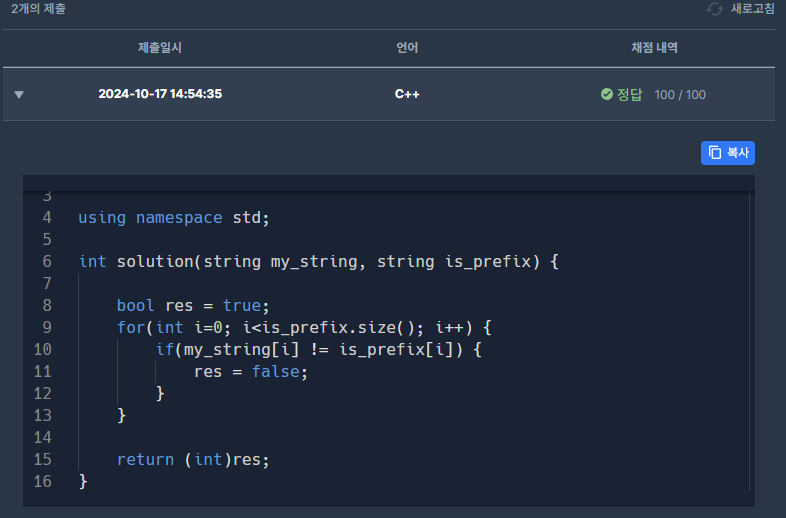 2개의 제출
새로고침
제출일시 언어 채점 내역
2024-10-17 14:54:35 C++ 정답 100 / 100
복사
3
4 using namespace std;
5
6 int solution(string my_string, string is_prefix) {
7
8 bool res = true;
9 for(int i=0; i<is_prefix.size(); i++) {
10 if(my_string[i] != is_prefix[i]) {
11 res = false;
12 }
13 }
14
15 return (int)res;
16 }